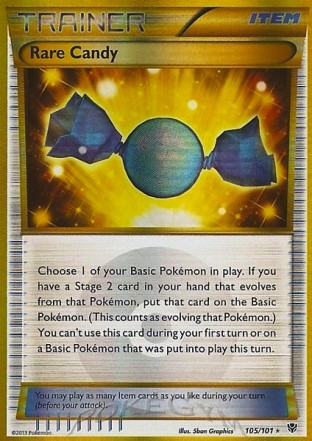 TRAINER
ITEM
Rare Candy
Choose 1 of your Basic Pokémon in play. If you
have a Stage 2 card in your hand that evolves
from that Pokémon, put that card on the Basic
Pokémon. (This counts as evolving that Pokémon.)
You can't use this card during your first turn or on
a Basic Pokémon that was put into play this turn.
You may play as many Item cards as you like during your turn
(before your attack).
©2013 Pokémon
Illus. 5ban Graphics
105/101 ★